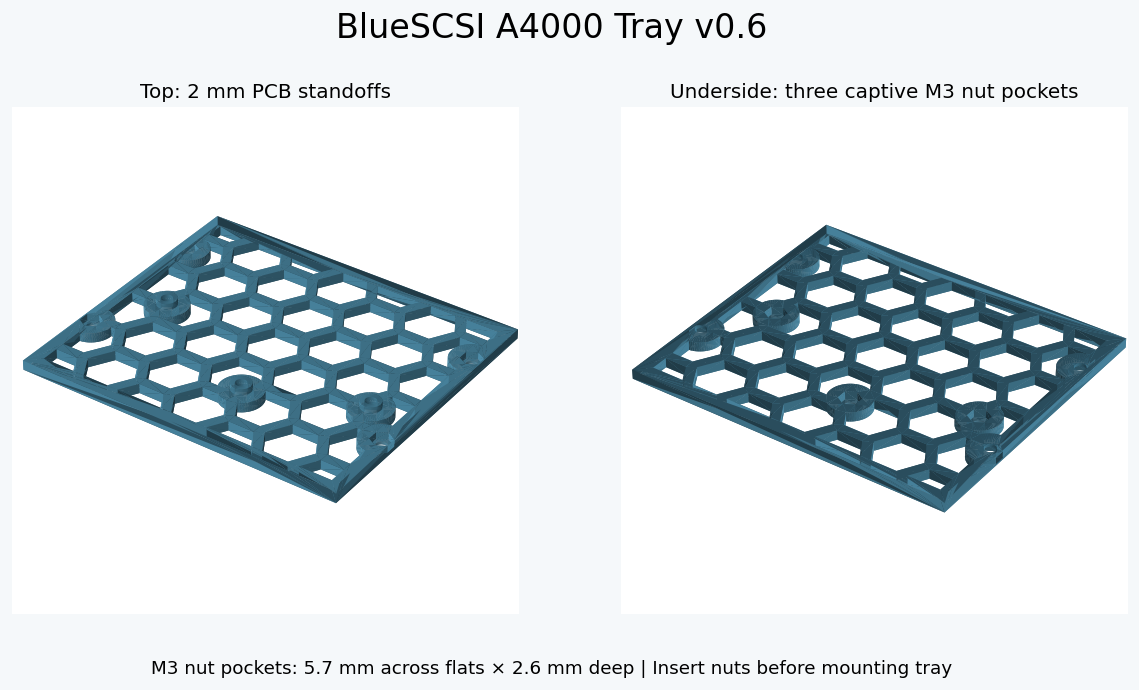 BlueSCSI A4000 Tray v0.6
Top: 2 mm PCB standoffs
Underside: three captive M3 nut pockets
M3 nut pockets: 5.7 mm across flats × 2.6 mm deep | Insert nuts before mounting tray